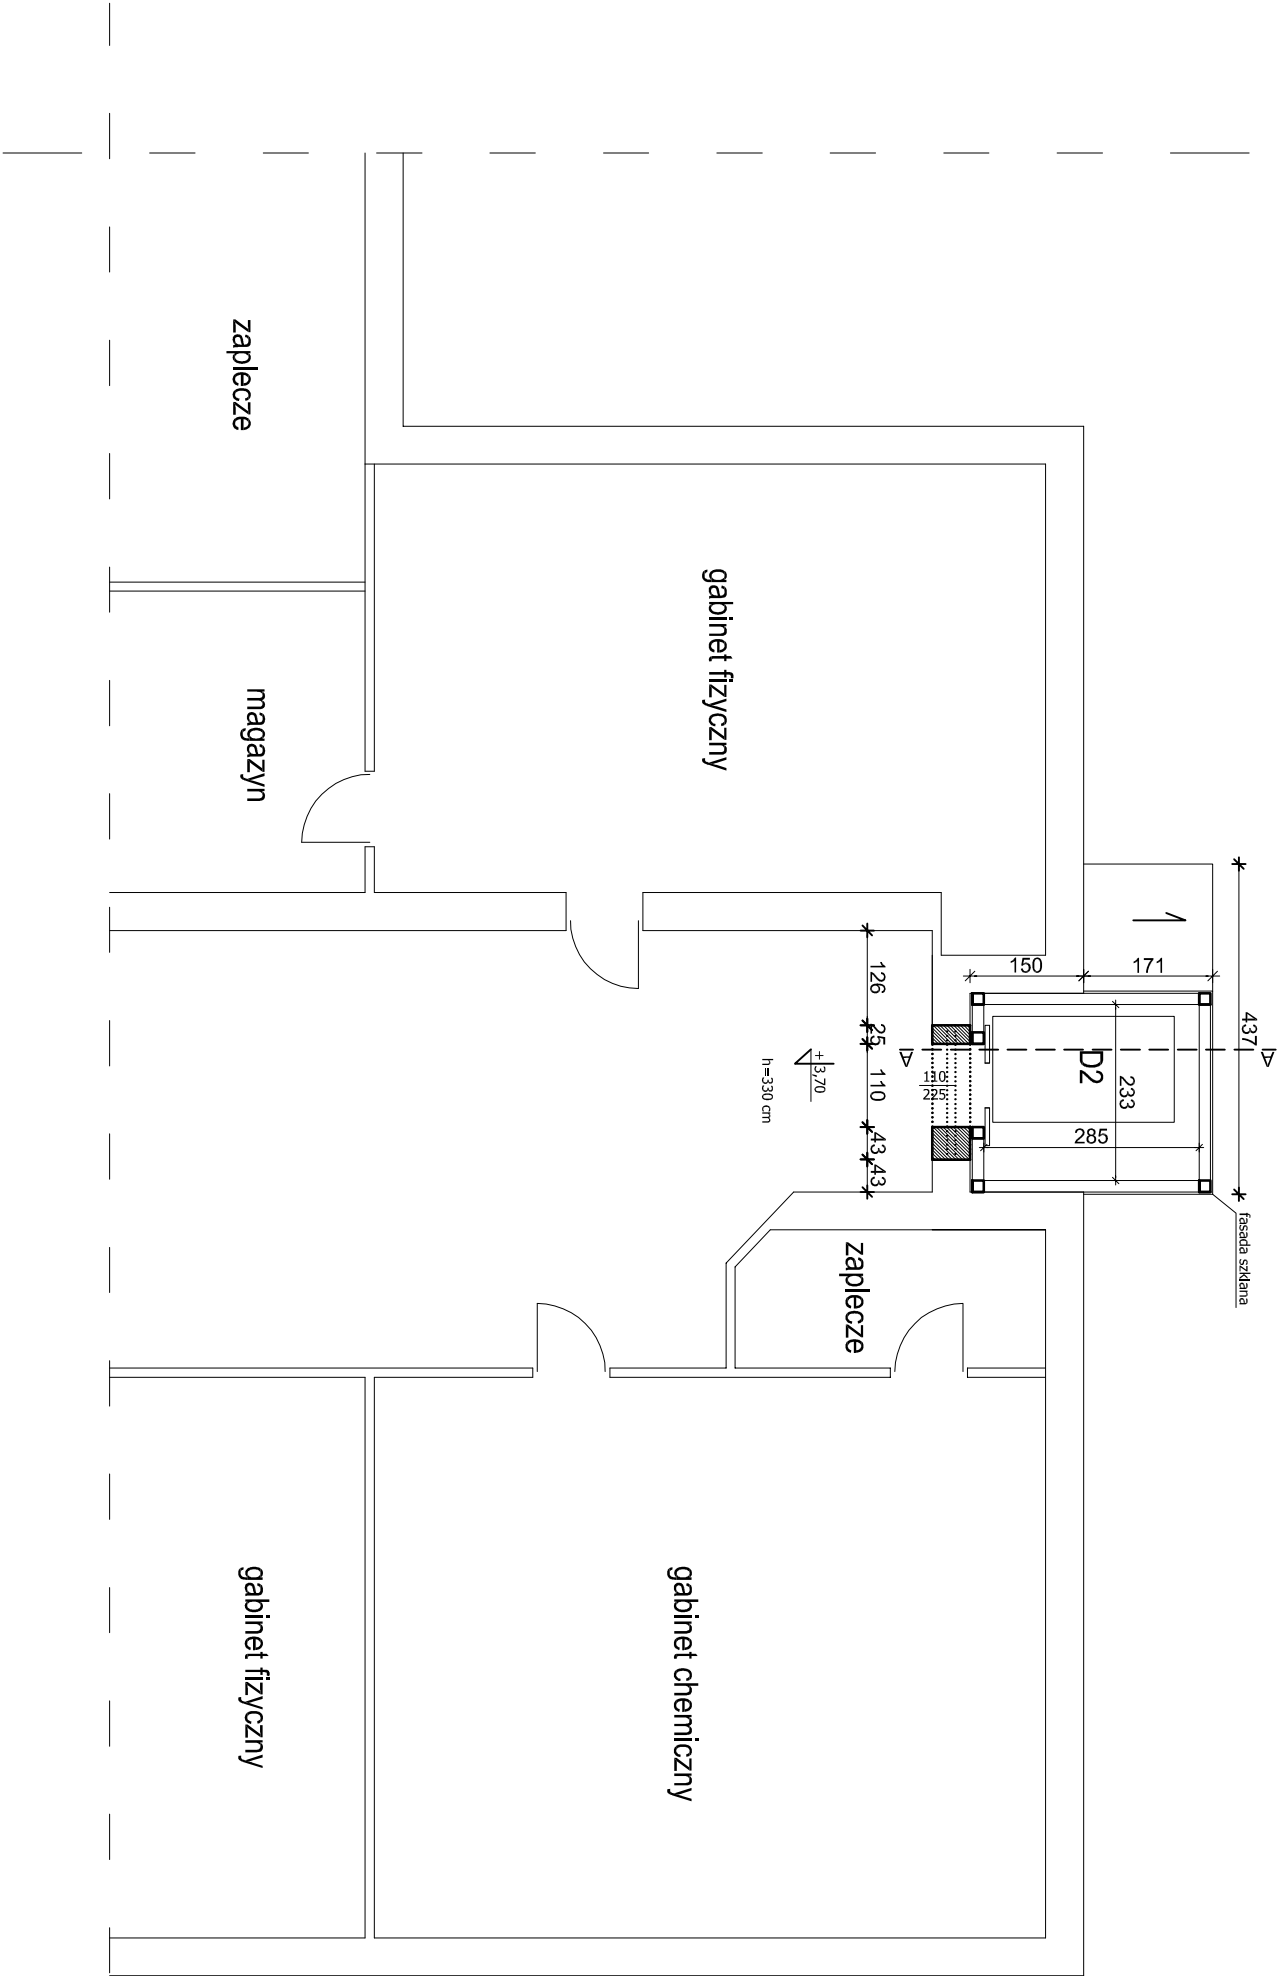 437
171
150
fasada szklana
A
A
D2
233
285
110
225
126
25
110
43
43
+3,70
h=330 cm
gabinet fizyczny
zaplecze
gabinet chemiczny
zaplecze
magazyn
gabinet fizyczny